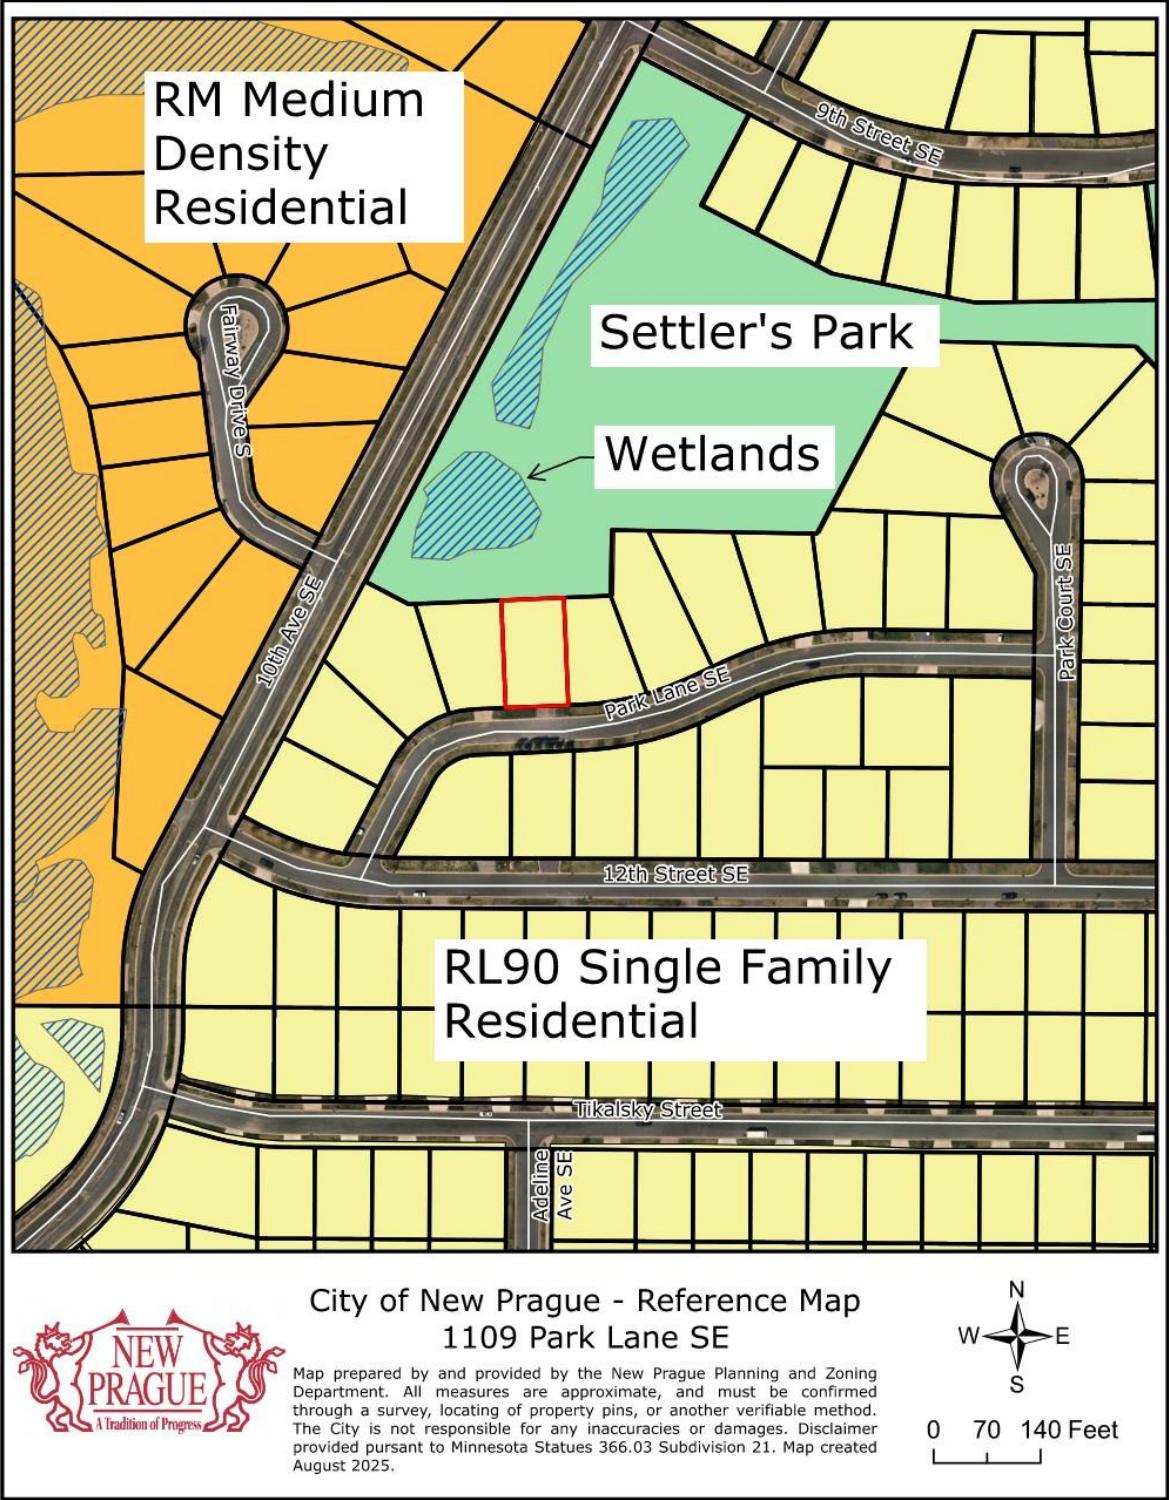 RM Medium
Density
Residential
9th Street SE
Settler's Park
Fairway Drive S
Wetlands
10th Ave SE
Park Court SE
Park Lane SE
12th Street SE
RL90 Single Family
Residential
Tikalsky Street
Adeline
Ave SE
City of New Prague - Reference Map
1109 Park Lane SE
NEW
PRAGUE
A Tradition of Progress
Map prepared by and provided by the New Prague Planning and Zoning
Department. All measures are approximate, and must be confirmed
through a survey, locating of property pins, or another verifiable method.
The City is not responsible for any inaccuracies or damages. Disclaimer
provided pursuant to Minnesota Statues 366.03 Subdivision 21. Map created
August 2025.
N
W E
S
0 70 140 Feet